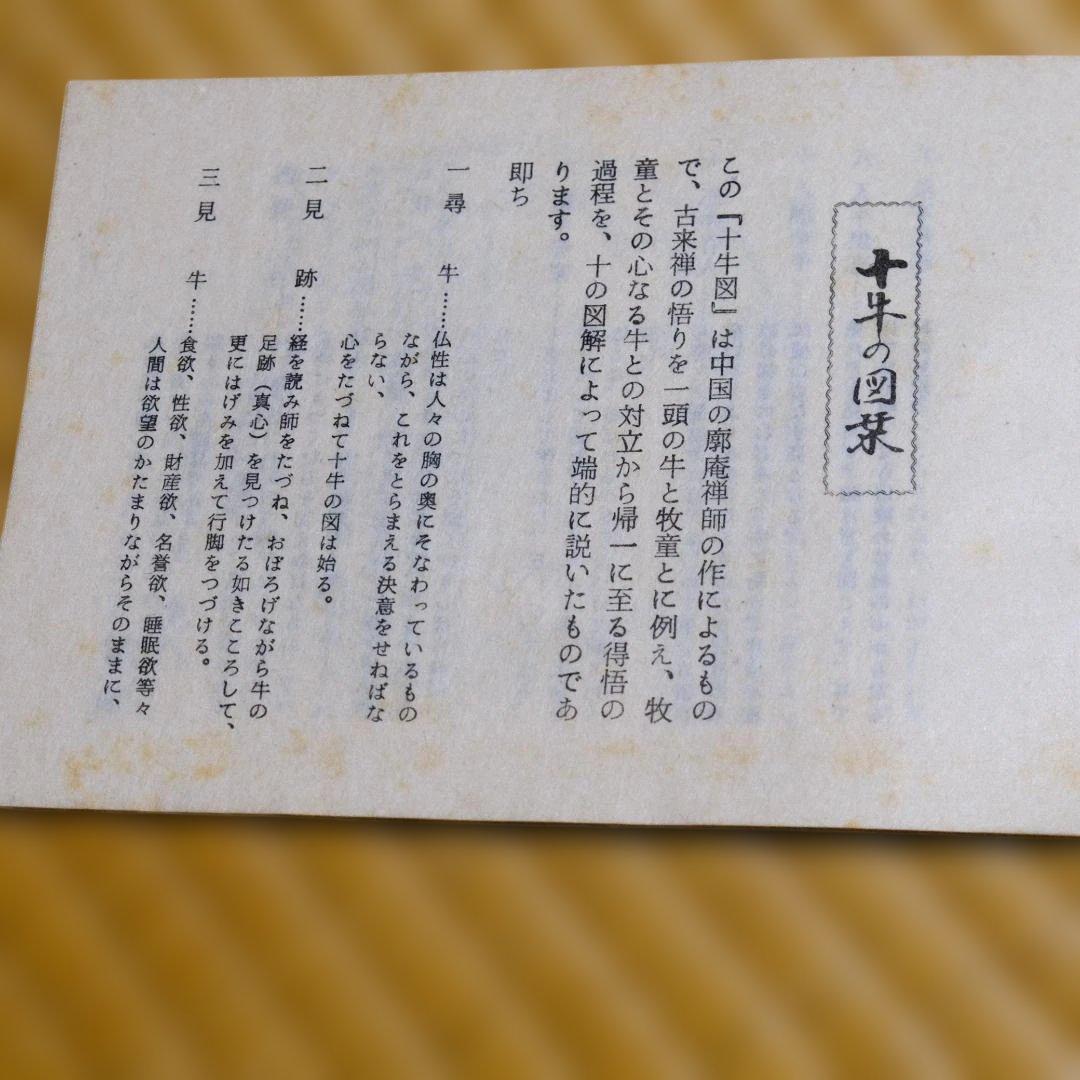 十牛の図栞
この『十牛図』は中国の廓庵禅師の作によるもの
で、古来禅の悟りを一頭の牛と牧童とに例え、牧
童とその心なる牛との対立から帰一に至る得悟の
過程を、十の図解によって端的に説いたものであ
ります。
即ち
一 尋 牛……仏性は人々の胸の奥にそなわっているもの
ながら、これをとらまえる決意をせねばな
らない、
心をたづねて十牛の図は始る。
二 見 跡……経を読み師をたづね、おぼろげながら牛の
足跡（真心）を見つけたる如きこころして、
更にはげみを加えて行脚をつづける。
三 見 牛……食欲、性欲、財産欲、名誉欲、睡眠欲等々
人間は欲望のかたまりながらそのままに、